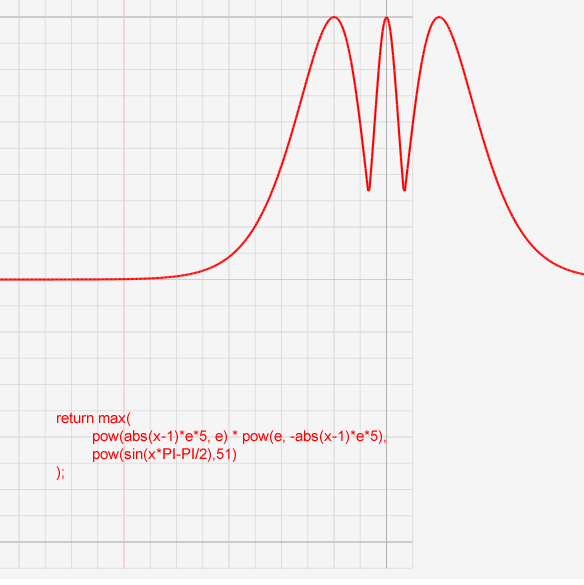 return max(
pow(abs(x-1)*e*5, e) * pow(e, -abs(x-1)*e*5),
pow(sin(x*PI-PI/2),51)
);